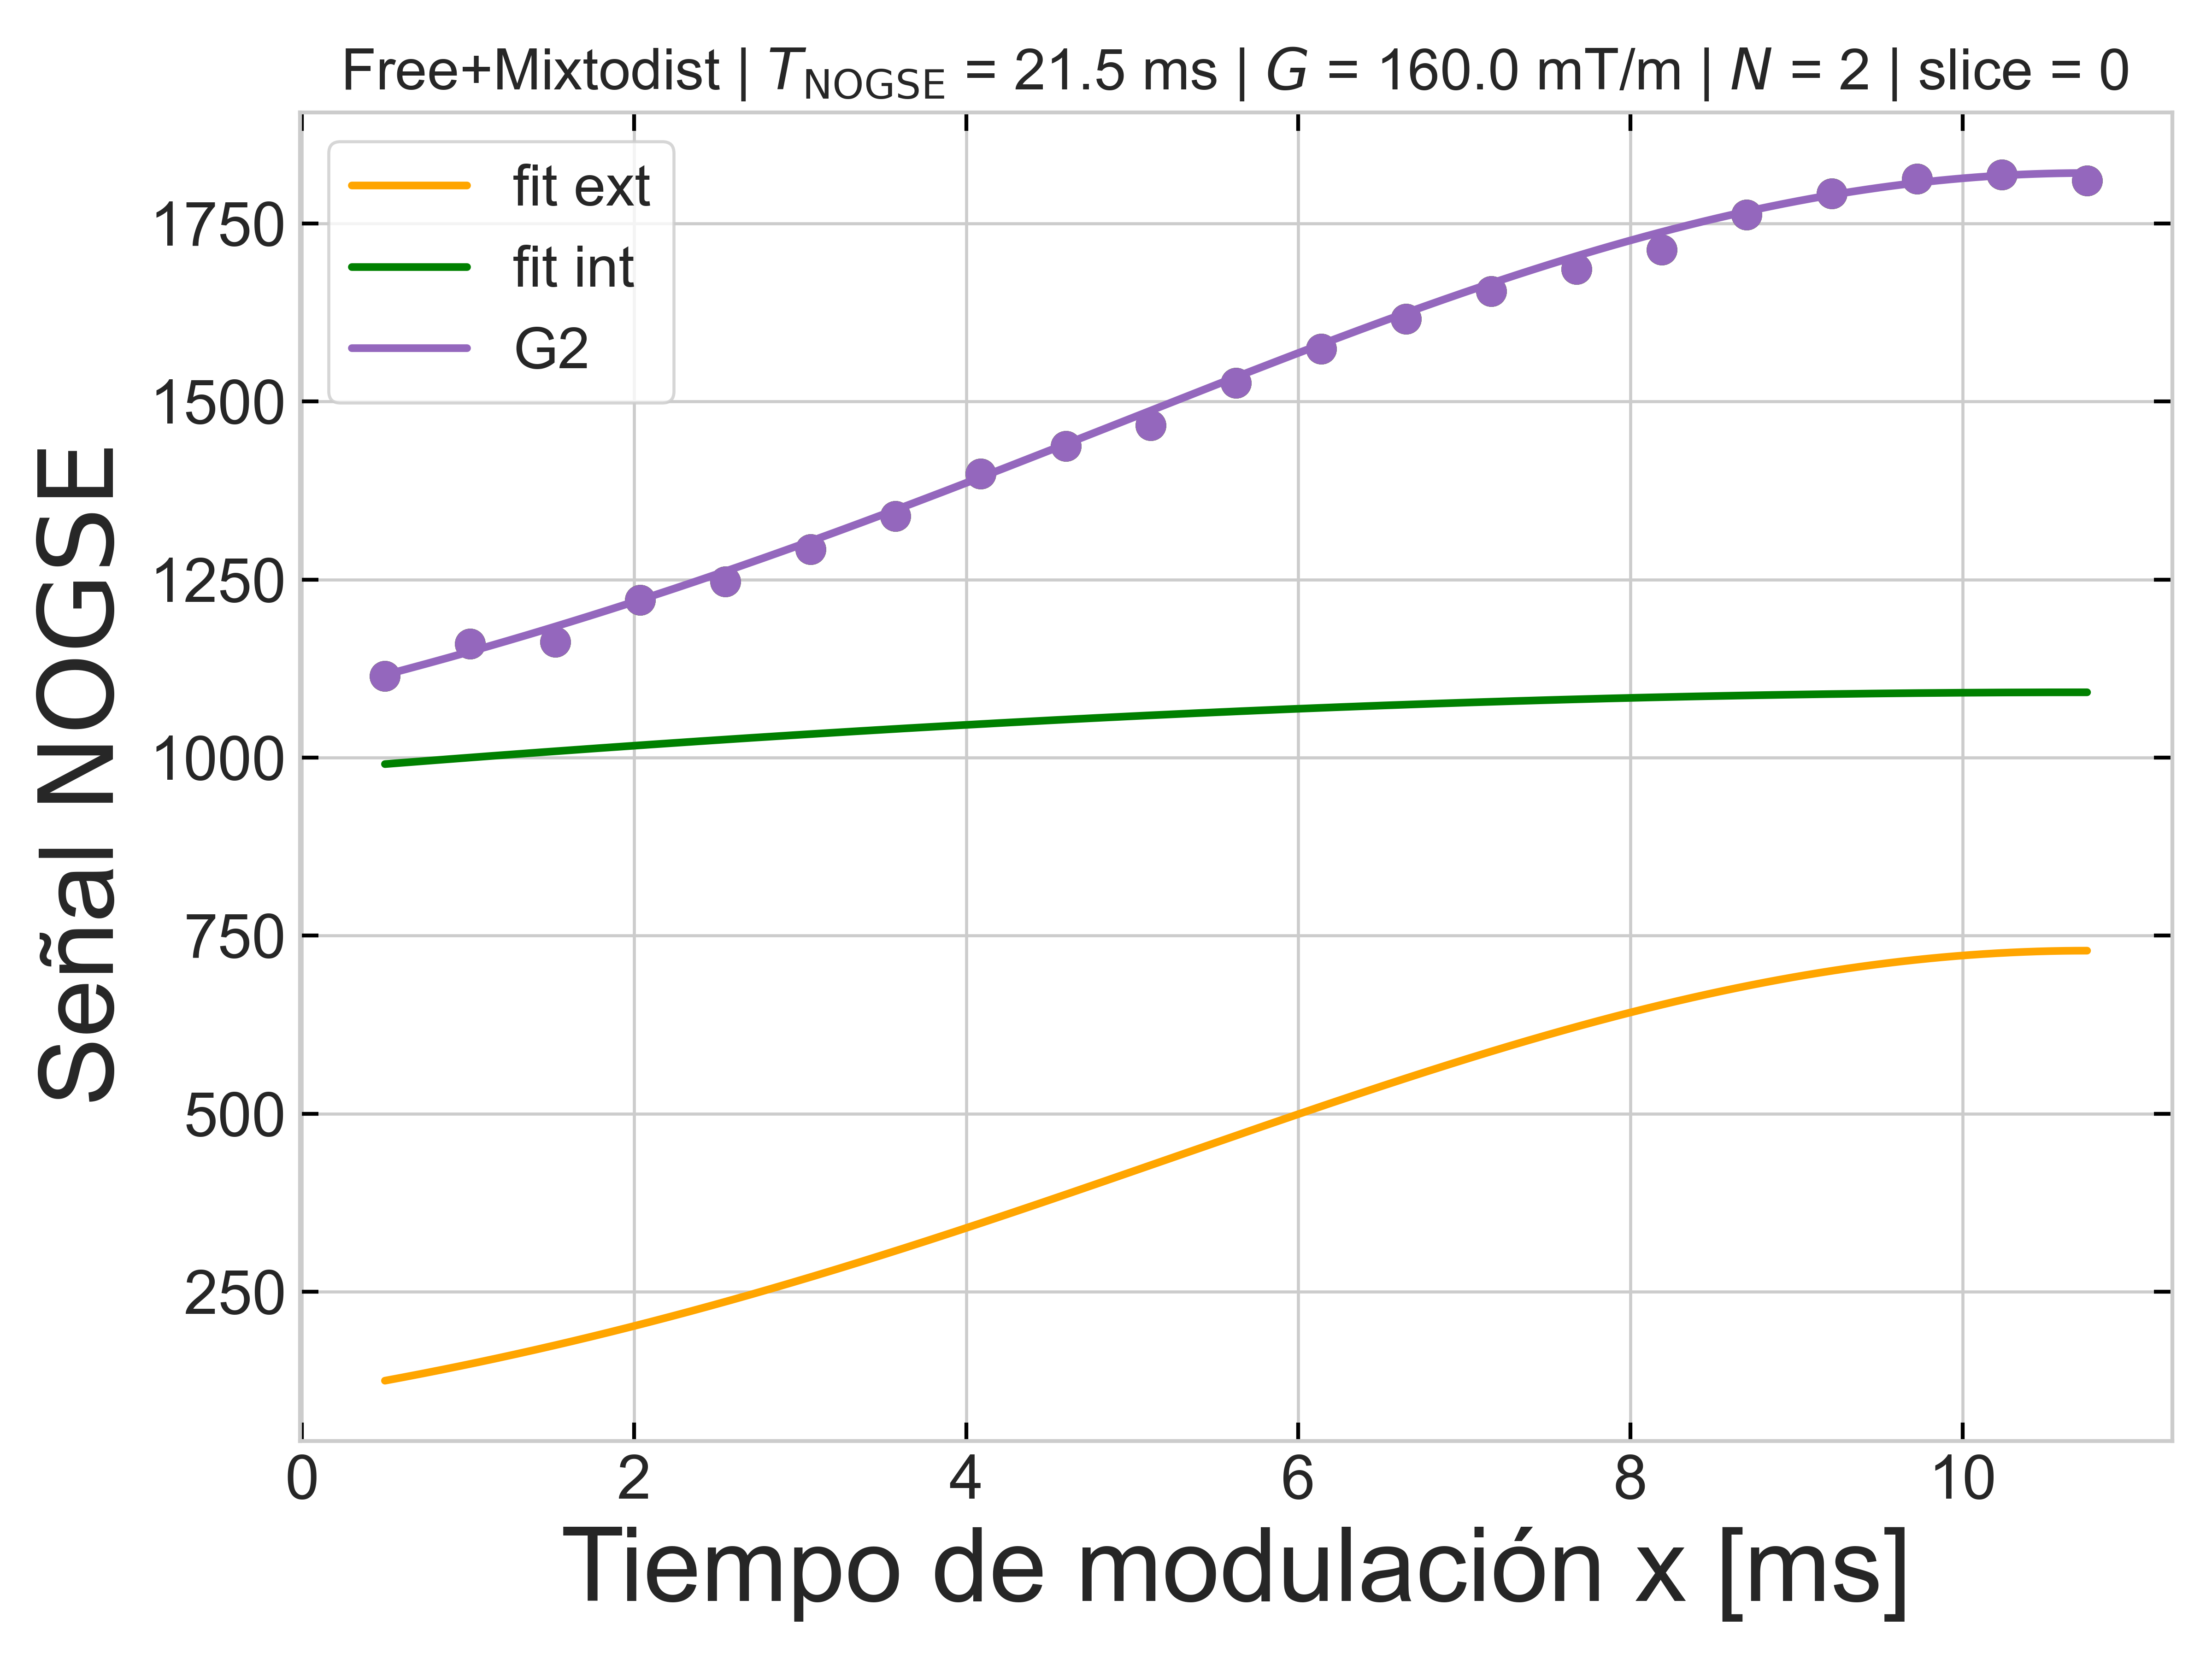 Free+Mixtodist | T_NOGSE = 21.5 ms | G = 160.0 mT/m | N = 2 | slice = 0
fit ext
fit int
G2
Señal NOGSE
1750
1500
1250
1000
750
500
250
0 2 4 6 8 10
Tiempo de modulación x [ms]